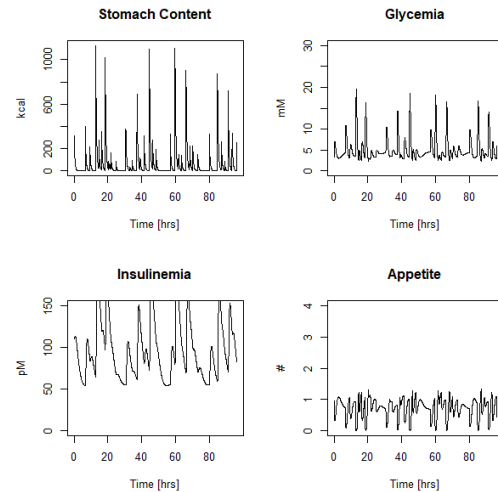 Stomach Content
kcal
0 200 600 1000
0 20 40 60 80
Time [hrs]
Glycemia
mM
0 5 10 20 30
0 20 40 60 80
Time [hrs]
Insulinemia
pM
0 50 100 150
0 20 40 60 80
Time [hrs]
Appetite
#
0 1 2 3 4
0 20 40 60 80
Time [hrs]